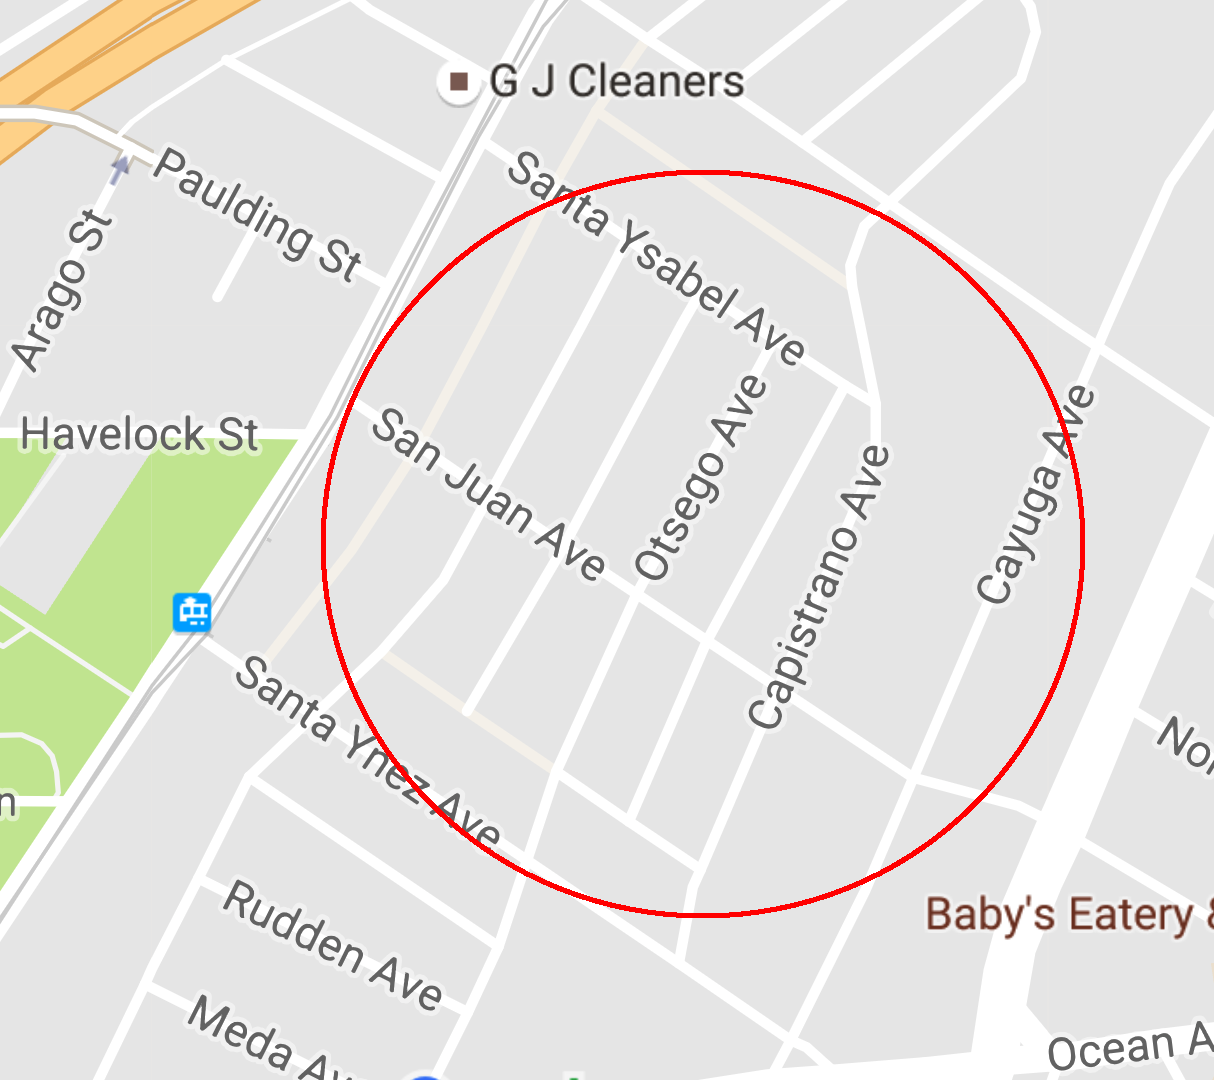 G J Cleaners
Paulding St
Santa Ysabel Ave
Arago St
Havelock St
San Juan Ave
Otsego Ave
Capistrano Ave
Cayuga Ave
Santa Ynez Ave
Nor
n
Rudden Ave
Baby's Eatery &
Meda Av
Ocean A